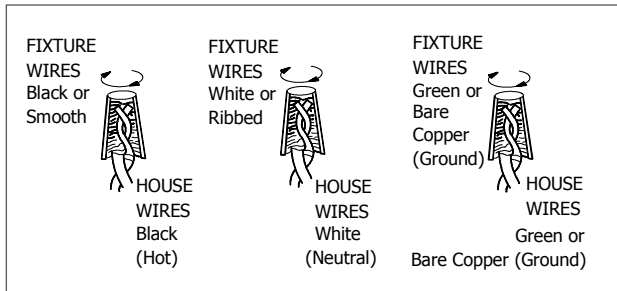 FIXTURE
WIRES
Black or
Smooth
HOUSE
WIRES
Black
(Hot)
FIXTURE
WIRES
White or
Ribbed
HOUSE
WIRES
White
(Neutral)
FIXTURE
WIRES
Green or
Bare
Copper
(Ground)
HOUSE
WIRES
Green or
Bare Copper (Ground)